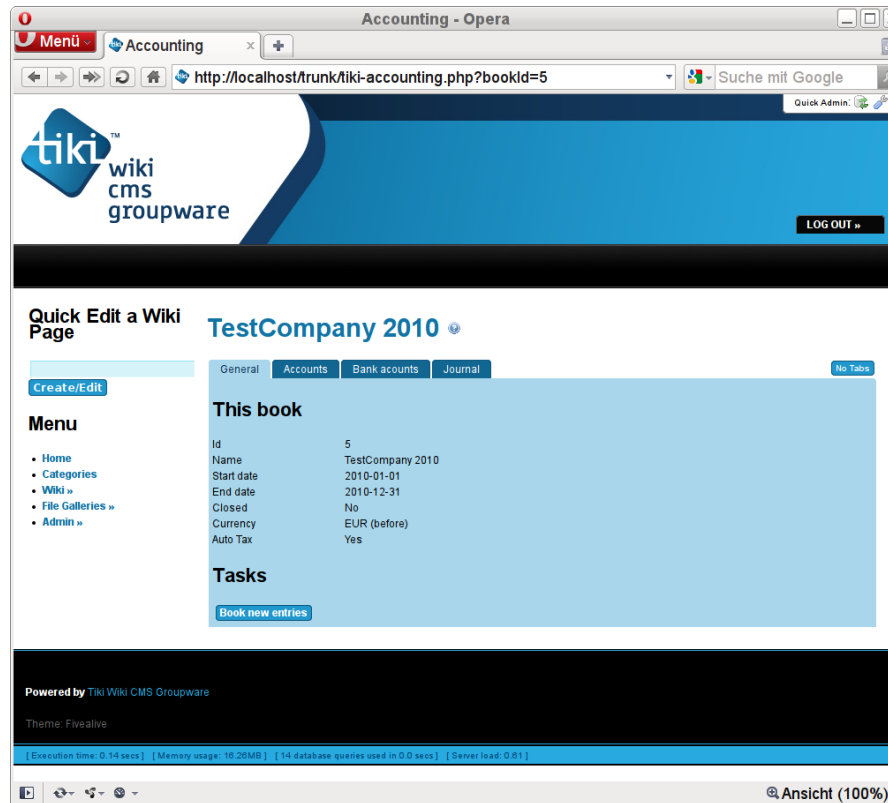 Accounting - Opera
Menü
Accounting
http://localhost/trunk/tiki-accounting.php?bookId=5
Suche mit Google
Quick Admin:
tiki™
wiki
cms
groupware
LOG OUT »
Quick Edit a Wiki
Page
Create/Edit
Menu
Home
Categories
Wiki »
File Galleries »
Admin »
TestCompany 2010
General Accounts Bank acounts Journal
No Tabs
This book
Id 5
Name TestCompany 2010
Start date 2010-01-01
End date 2010-12-31
Closed No
Currency EUR (before)
Auto Tax Yes
Tasks
Book new entries
Powered by Tiki Wiki CMS Groupware
Theme: Fivealive
[ Execution time: 0.14 secs ] [ Memory usage: 16.26MB ] [ 14 database queries used in 0.0 secs ] [ Server load: 0.61 ]
Ansicht (100%)